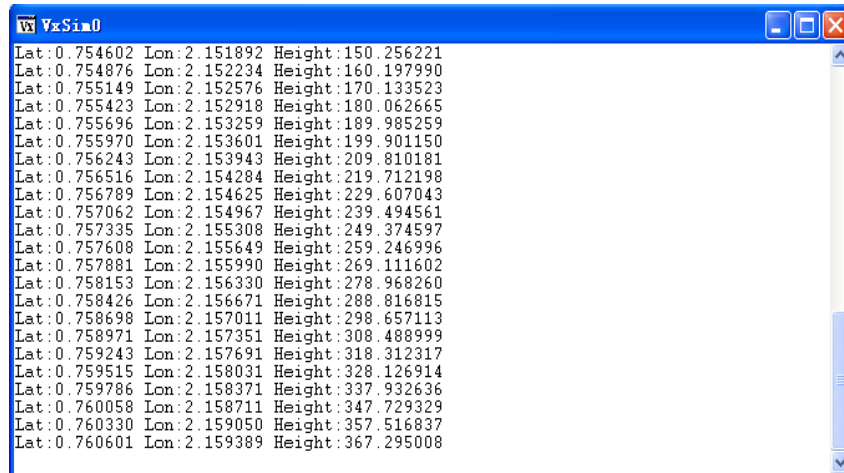 VxSim0
Lat:0.754602 Lon:2.151892 Height:150.256221
Lat:0.754876 Lon:2.152234 Height:160.197990
Lat:0.755149 Lon:2.152576 Height:170.133523
Lat:0.755423 Lon:2.152918 Height:180.062665
Lat:0.755696 Lon:2.153259 Height:189.985259
Lat:0.755970 Lon:2.153601 Height:199.901150
Lat:0.756243 Lon:2.153943 Height:209.810181
Lat:0.756516 Lon:2.154284 Height:219.712198
Lat:0.756789 Lon:2.154625 Height:229.607043
Lat:0.757062 Lon:2.154967 Height:239.494561
Lat:0.757335 Lon:2.155308 Height:249.374597
Lat:0.757608 Lon:2.155649 Height:259.246996
Lat:0.757881 Lon:2.155990 Height:269.111602
Lat:0.758153 Lon:2.156330 Height:278.968260
Lat:0.758426 Lon:2.156671 Height:288.816815
Lat:0.758698 Lon:2.157011 Height:298.657113
Lat:0.758971 Lon:2.157351 Height:308.488999
Lat:0.759243 Lon:2.157691 Height:318.312317
Lat:0.759515 Lon:2.158031 Height:328.126914
Lat:0.759786 Lon:2.158371 Height:337.932636
Lat:0.760058 Lon:2.158711 Height:347.729329
Lat:0.760330 Lon:2.159050 Height:357.516837
Lat:0.760601 Lon:2.159389 Height:367.295008